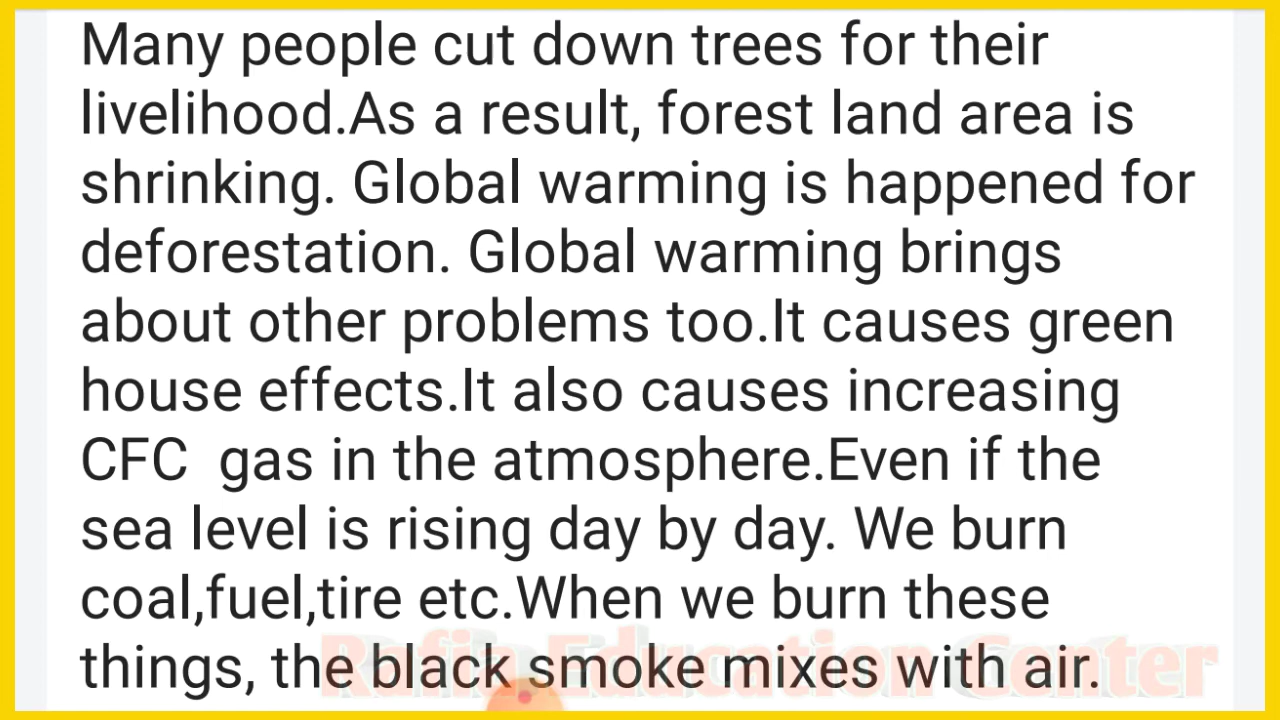 Many people cut down trees for their
livelihood.As a result, forest land area is
shrinking. Global warming is happened for
deforestation. Global warming brings
about other problems too.It causes green
house effects.It also causes increasing
CFC  gas in the atmosphere.Even if the
sea level is rising day by day. We burn
coal,fuel,tire etc.When we burn these
things, the black smoke mixes with air.
Rafia Education Center